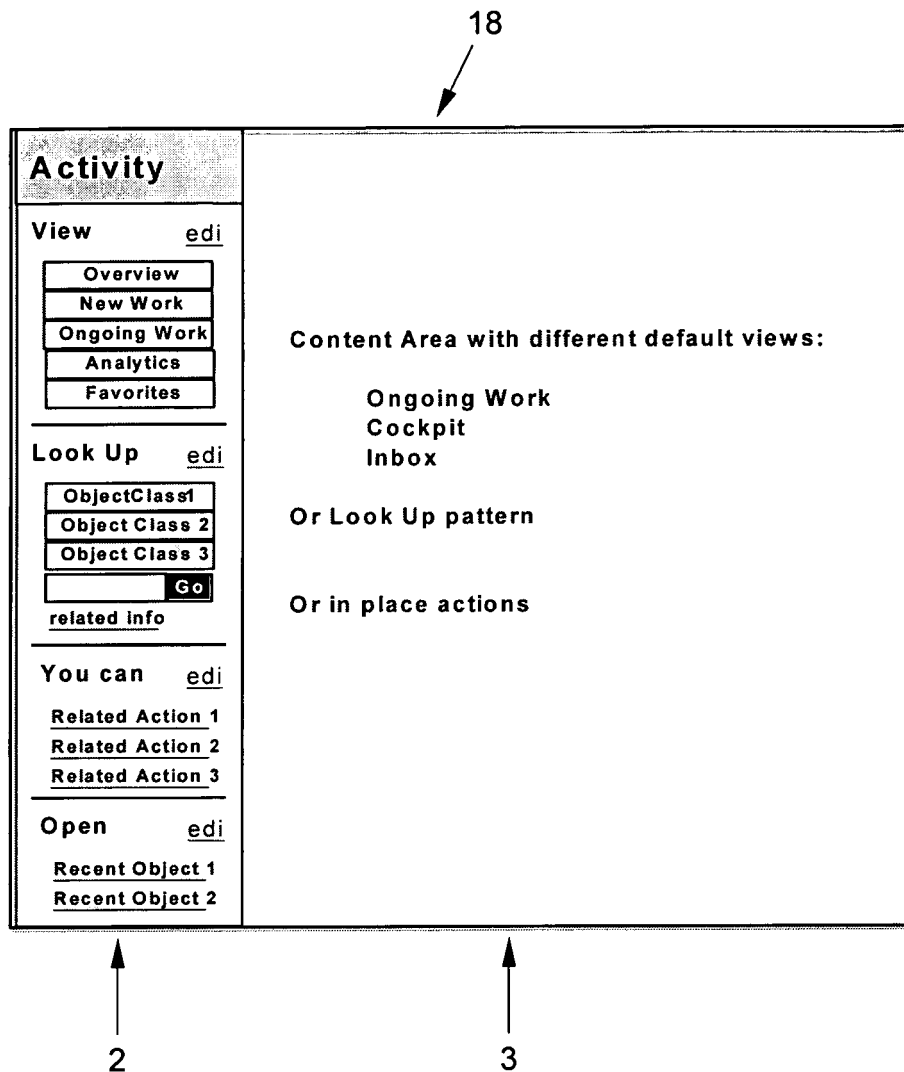 18
Activity
View edi
Overview
New Work
Ongoing Work
Analytics
Favorites
Look Up edi
ObjectClass1
Object Class 2
Object Class 3
Go
related info
You can edi
Related Action 1
Related Action 2
Related Action 3
Open edi
Recent Object 1
Recent Object 2
Content Area with different default views:
Ongoing Work
Cockpit
Inbox
Or Look Up pattern
Or in place actions
2
3